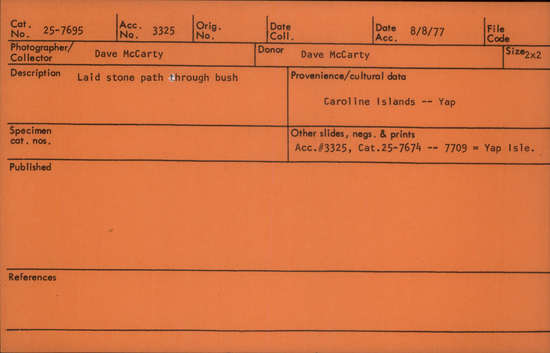 Cat. No. 25-7695 Acc. No. 3325 Orig. No. Date Coll. Date Acc. 8/8/77 File Code
Photographer/ Collector Dave McCarty Donor Dave McCarty Size 2x2
Description Laid stone path through bush Provenience/cultural data
Caroline Islands -- Yap
Specimen cat. nos. Other slides, negs. & prints
Acc.#3325, Cat.25-7674 -- 7709 = Yap Isle.
Published
References